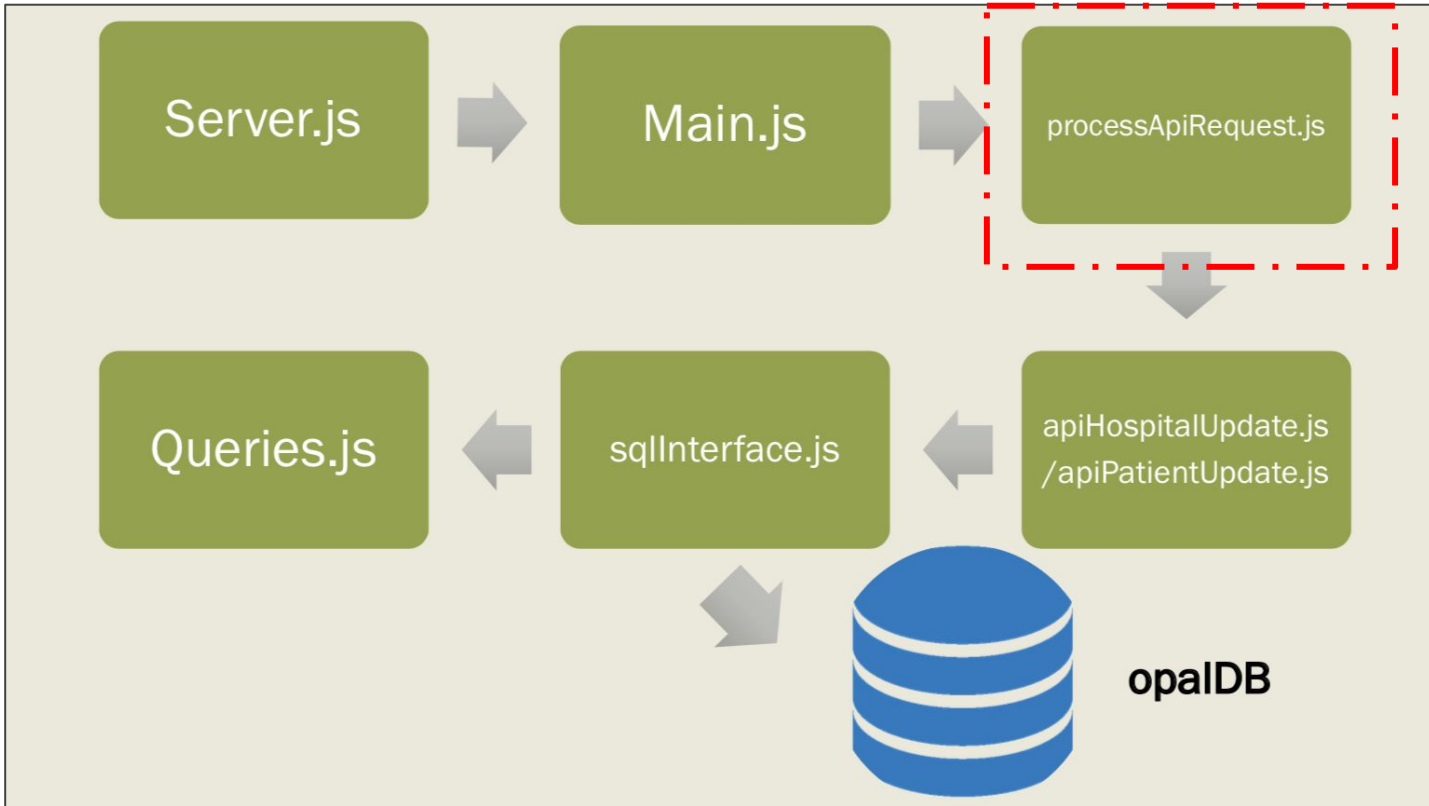 Server.js
Main.js
processApiRequest.js
Queries.js
sqlInterface.js
apiHospitalUpdate.js
/apiPatientUpdate.js
opalDB